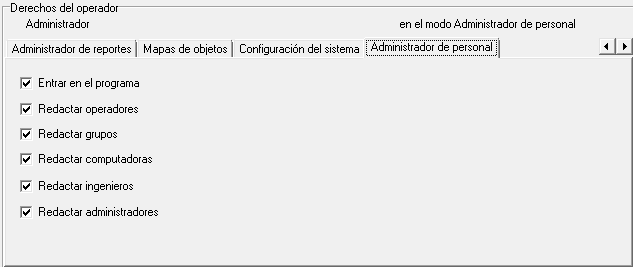 Derechos del operador
Administrador en el modo Administrador de personal
Administrador de reportes Mapas de objetos Configuración del sistema Administrador de personal
Entrar en el programa
Redactar operadores
Redactar grupos
Redactar computadoras
Redactar ingenieros
Redactar administradores